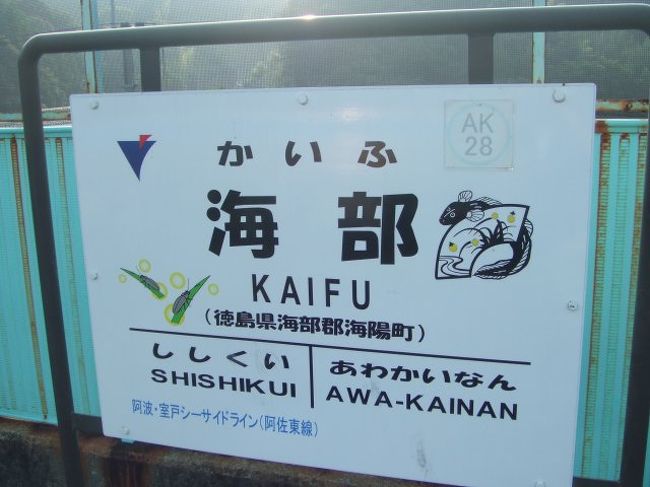 AK
28
かいふ
海部
KAIFU
(徳島県海部郡海陽町)
ししくい
SHISHIKUI
あわかいなん
AWA-KAINAN
阿波・室戸シーサイドライン(阿佐東線)